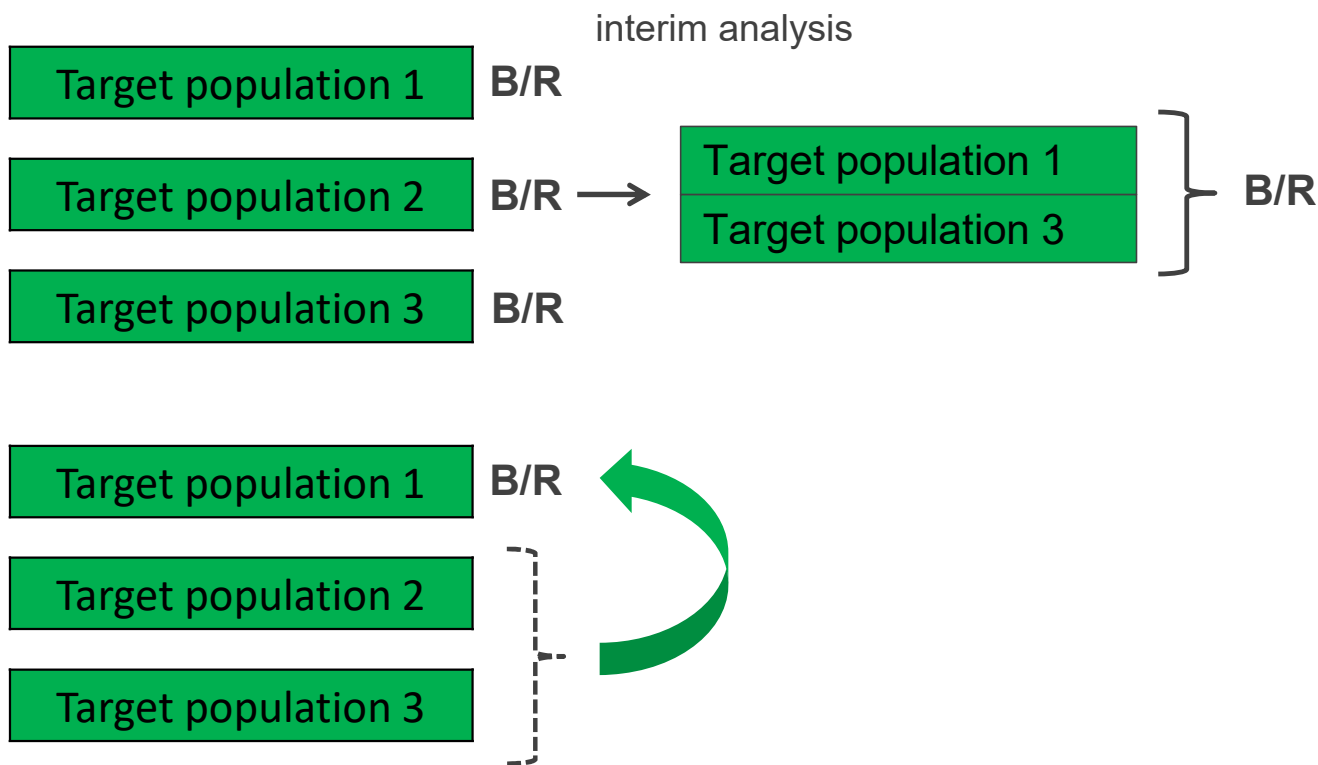 interim analysis
Target population 1 B/R
Target population 2 B/R
Target population 3 B/R
Target population 1
Target population 3
B/R
Target population 1 B/R
Target population 2
Target population 3